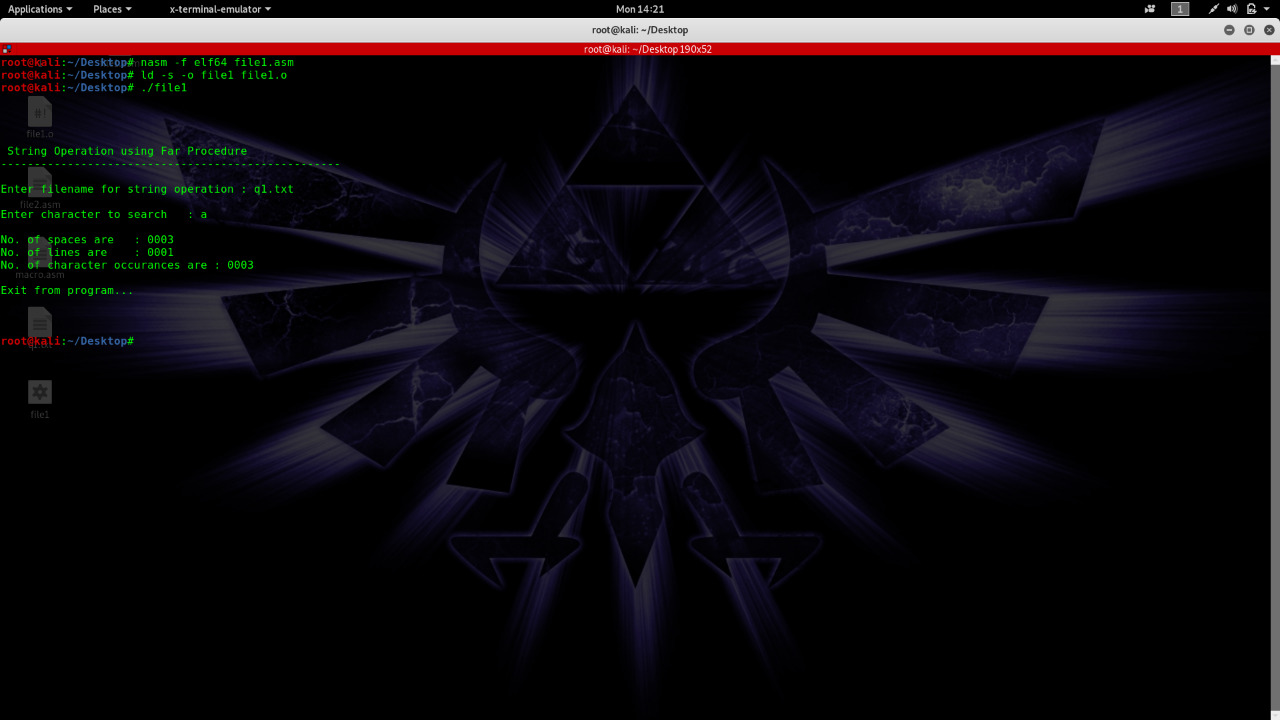 Applications Places x-terminal-emulator Mon 14:21 1
root@kali: ~/Desktop
root@kali: ~/Desktop 190x52
root@kali:~/Desktop# nasm -f elf64 file1.asm
root@kali:~/Desktop# ld -s -o file1 file1.o
root@kali:~/Desktop# ./file1
file1.o
String Operation using Far Procedure
---------------------------------------------------
Enter filename for string operation : q1.txt
file2.asm
Enter character to search : a
No. of spaces are : 0003
No. of lines are : 0001
No. of character occurances are : 0003
macro.asm
Exit from program...
root@kali:~/Desktop#
file1